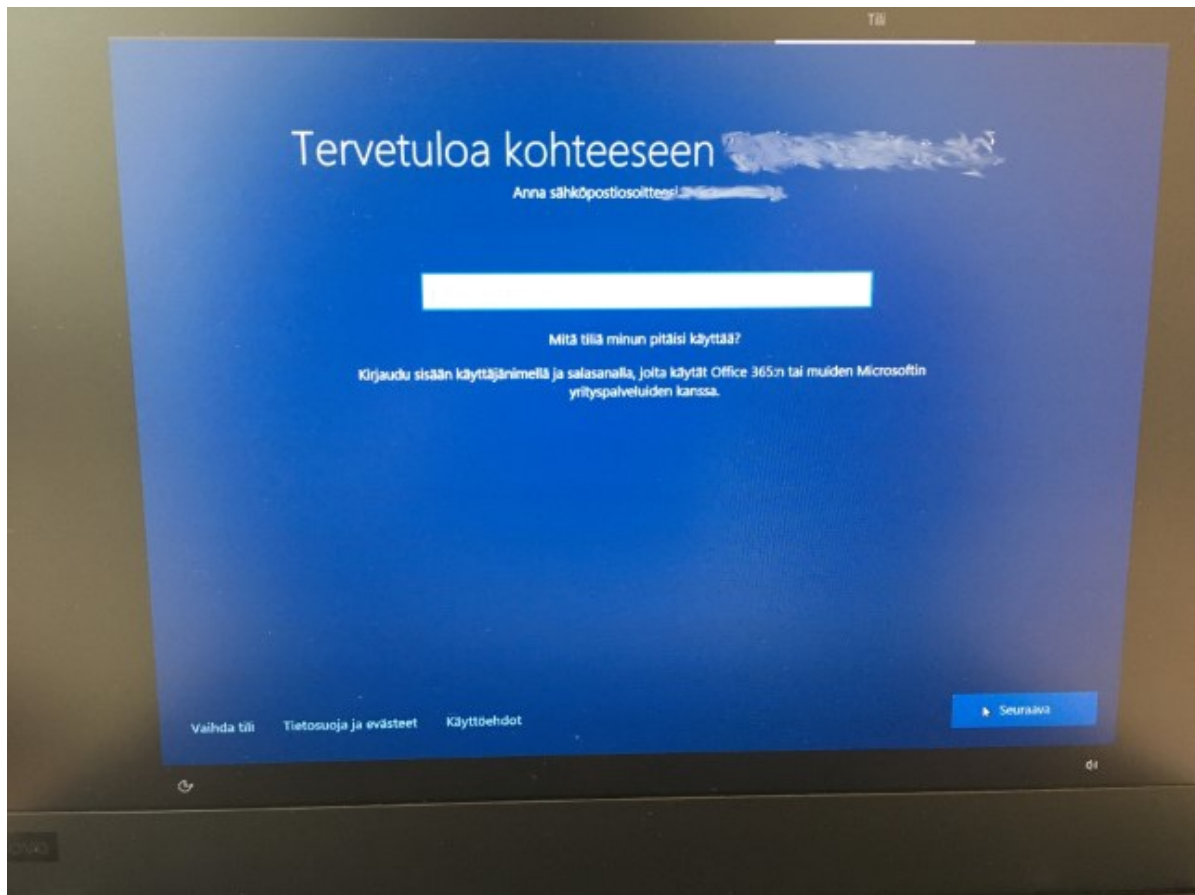 Tili
Tervetuloa kohteeseen
Anna sähköpostiosoitteesi
Mitä tiliä minun pitäisi käyttää?
Kirjaudu sisään käyttäjänimellä ja salasanalla, joita käytät Office 365:n tai muiden Microsoftin
yrityspalveluiden kanssa.
Vaihda tili Tietosuoja ja evästeet Käyttöehdot
Seuraava